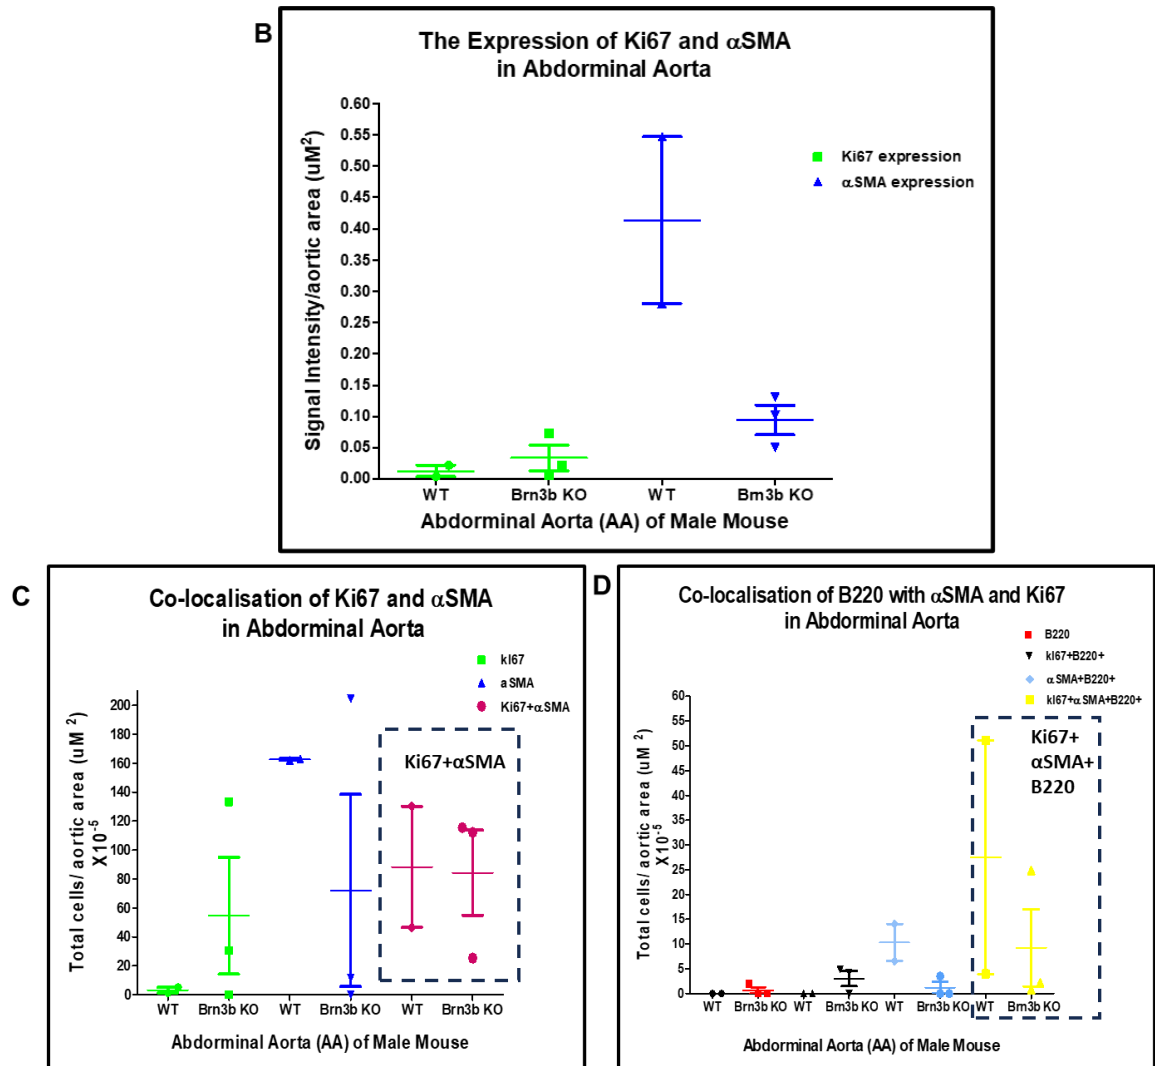 B
The Expression of Ki67 and αSMA
in Abdorminal Aorta
Signal Intensity/aortic area (uM²)
0.60
0.55
0.50
0.45
0.40
0.35
0.30
0.25
0.20
0.15
0.10
0.05
0.00
Ki67 expression
αSMA expression
WT Brn3b KO WT Brn3b KO
Abdorminal Aorta (AA) of Male Mouse
C
Co-localisation of Ki67 and αSMA
in Abdorminal Aorta
kI67
aSMA
Ki67+αSMA
Total cells/ aortic area (uM ²)
X10⁻⁵
200
180
160
140
120
100
80
60
40
20
0
Ki67+αSMA
WT Brn3b KO WT Brn3b KO WT Brn3b KO
Abdorminal Aorta (AA) of Male Mouse
D
Co-localisation of B220 with αSMA and Ki67
in Abdorminal Aorta
B220
kI67+B220+
αSMA+B220+
kI67+αSMA+B220+
Total cells/ aortic area (uM ²)
X10⁻⁵
60
55
50
45
40
35
30
25
20
15
10
5
0
Ki67+
αSMA+
B220
WT Brn3b KO WT Brn3b KO WT Brn3b KO WT Brn3b KO
Abdorminal Aorta (AA) of Male Mouse